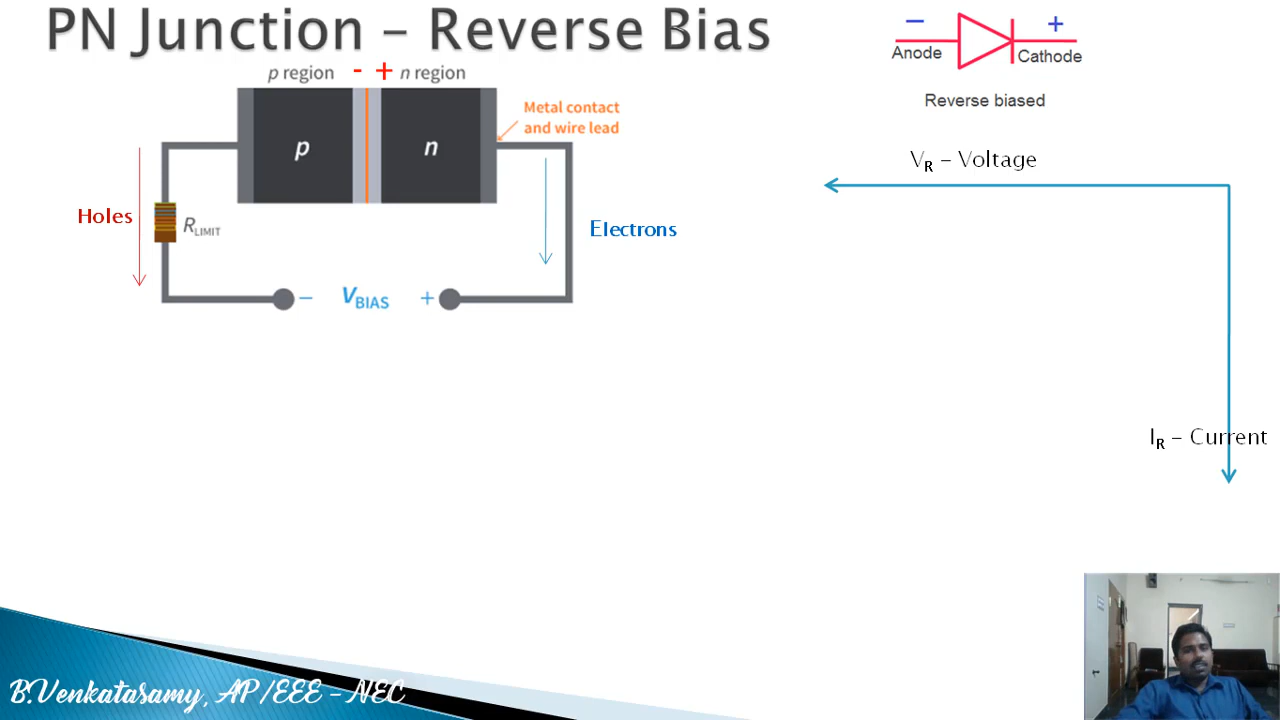 PN Junction – Reverse Bias
p region - + n region
Metal contact
and wire lead
p n
Holes
RLIMIT
Electrons
– VBIAS +
– +
Anode Cathode
Reverse biased
VR – Voltage
IR – Current
B.Venkatasamy, AP/EEE - NEC